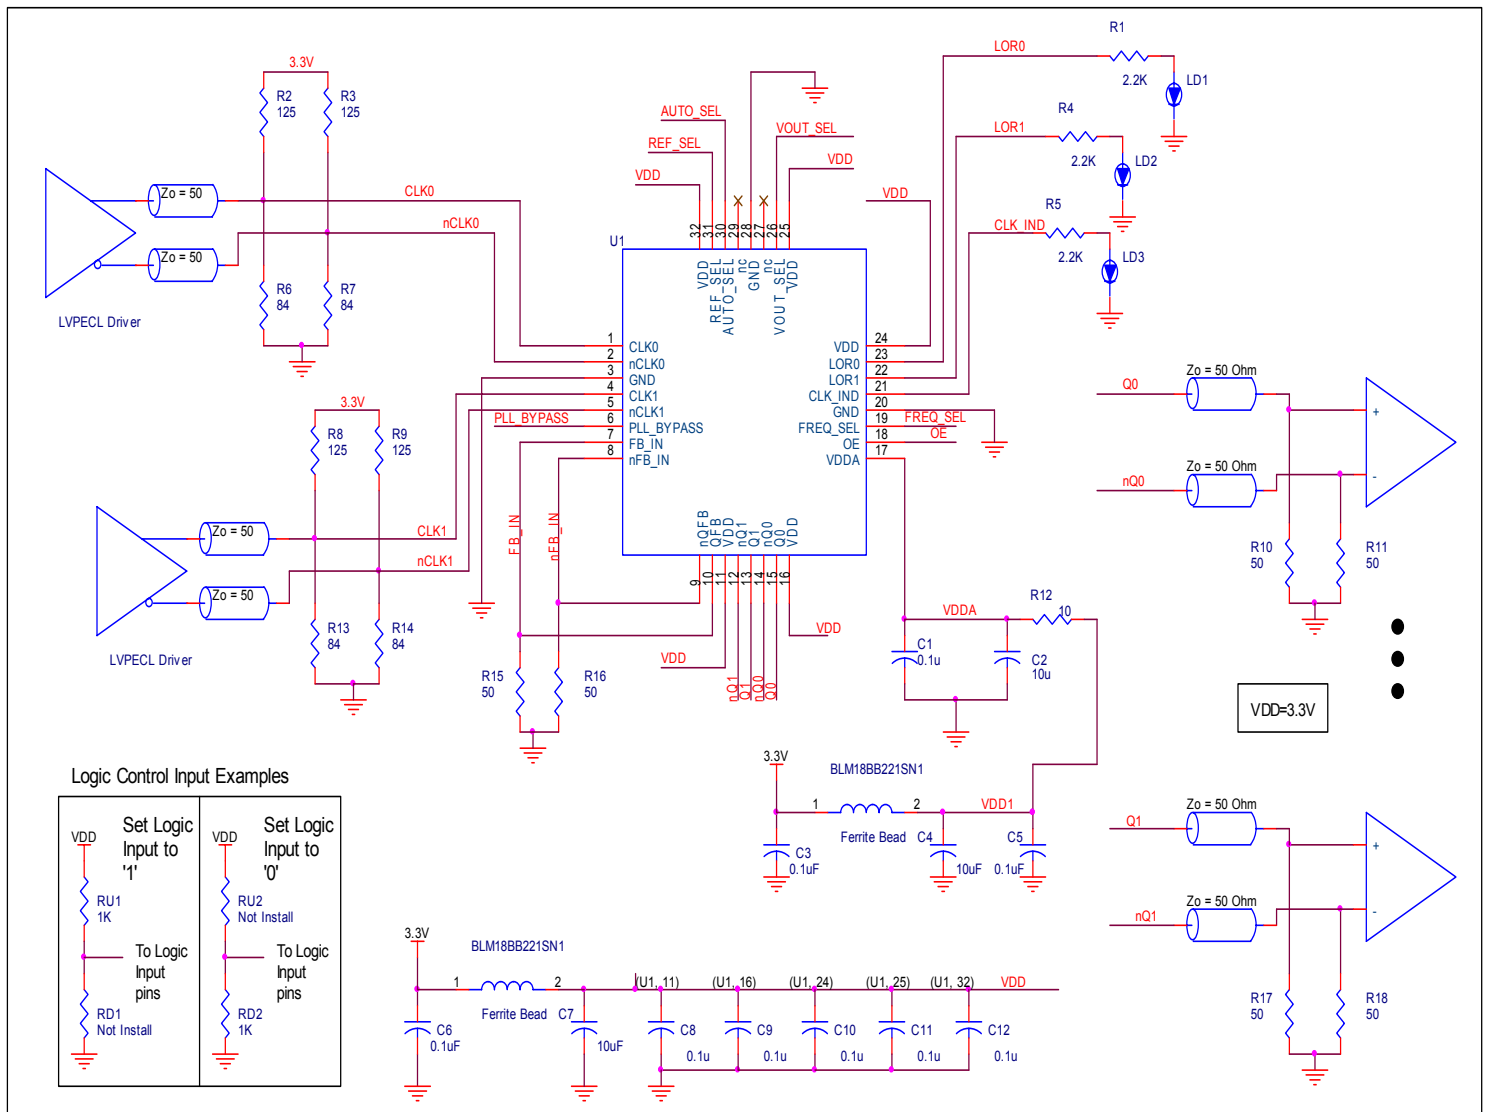 R1
LOR0
2.2K
LD1
3.3V
R2
125
R3
125
AUTO_SEL
REF_SEL
VDD
VOUT_SEL
VDD
VDD
LOR1
R4
2.2K
LD2
CLK_IND
R5
2.2K
LD3
Zo = 50
CLK0
nCLK0
Zo = 50
R6
84
R7
84
LVPECL Driver
U1
32
31
30
29
28
27
26
25
VDD
REF_SEL
AUTO_SEL
nc
GND
nc
VOUT_SEL
VDD
1
CLK0
2
nCLK0
3
GND
4
CLK1
5
nCLK1
6
PLL_BYPASS
7
FB_IN
8
nFB_IN
PLL_BYPASS
24
VDD
23
LOR0
22
LOR1
21
CLK_IND
20
GND
19
FREQ_SEL
18
OE
17
VDDA
FREQ_SEL
OE
nQFB
QFB
VDD
nQ1
Q1
nQ0
Q0
VDD
9
10
11
12
13
14
15
16
3.3V
R8
125
R9
125
Zo = 50
CLK1
nCLK1
Zo = 50
R13
84
R14
84
LVPECL Driver
FB_IN
nFB_IN
VDD
VDD
nQ1
Q1
nQ0
Q0
R15
50
R16
50
VDDA
R12
10
C1
0.1u
C2
10u
Q0
Zo = 50 Ohm
+
nQ0
Zo = 50 Ohm
-
R10
50
R11
50
VDD=3.3V
3.3V
BLM18BB221SN1
1
2
VDD1
Ferrite Bead
C3
0.1uF
C4
10uF
C5
0.1uF
Q1
Zo = 50 Ohm
+
nQ1
Zo = 50 Ohm
-
R17
50
R18
50
Logic Control Input Examples
VDD
Set Logic
Input to
'1'
RU1
1K
To Logic
Input
pins
RD1
Not Install
VDD
Set Logic
Input to
'0'
RU2
Not Install
To Logic
Input
pins
RD2
1K
3.3V
BLM18BB221SN1
1
2
Ferrite Bead
C6
0.1uF
C7
10uF
(U1, 11)
(U1, 16)
(U1, 24)
(U1, 25)
(U1, 32)
VDD
C8
0.1u
C9
0.1u
C10
0.1u
C11
0.1u
C12
0.1u